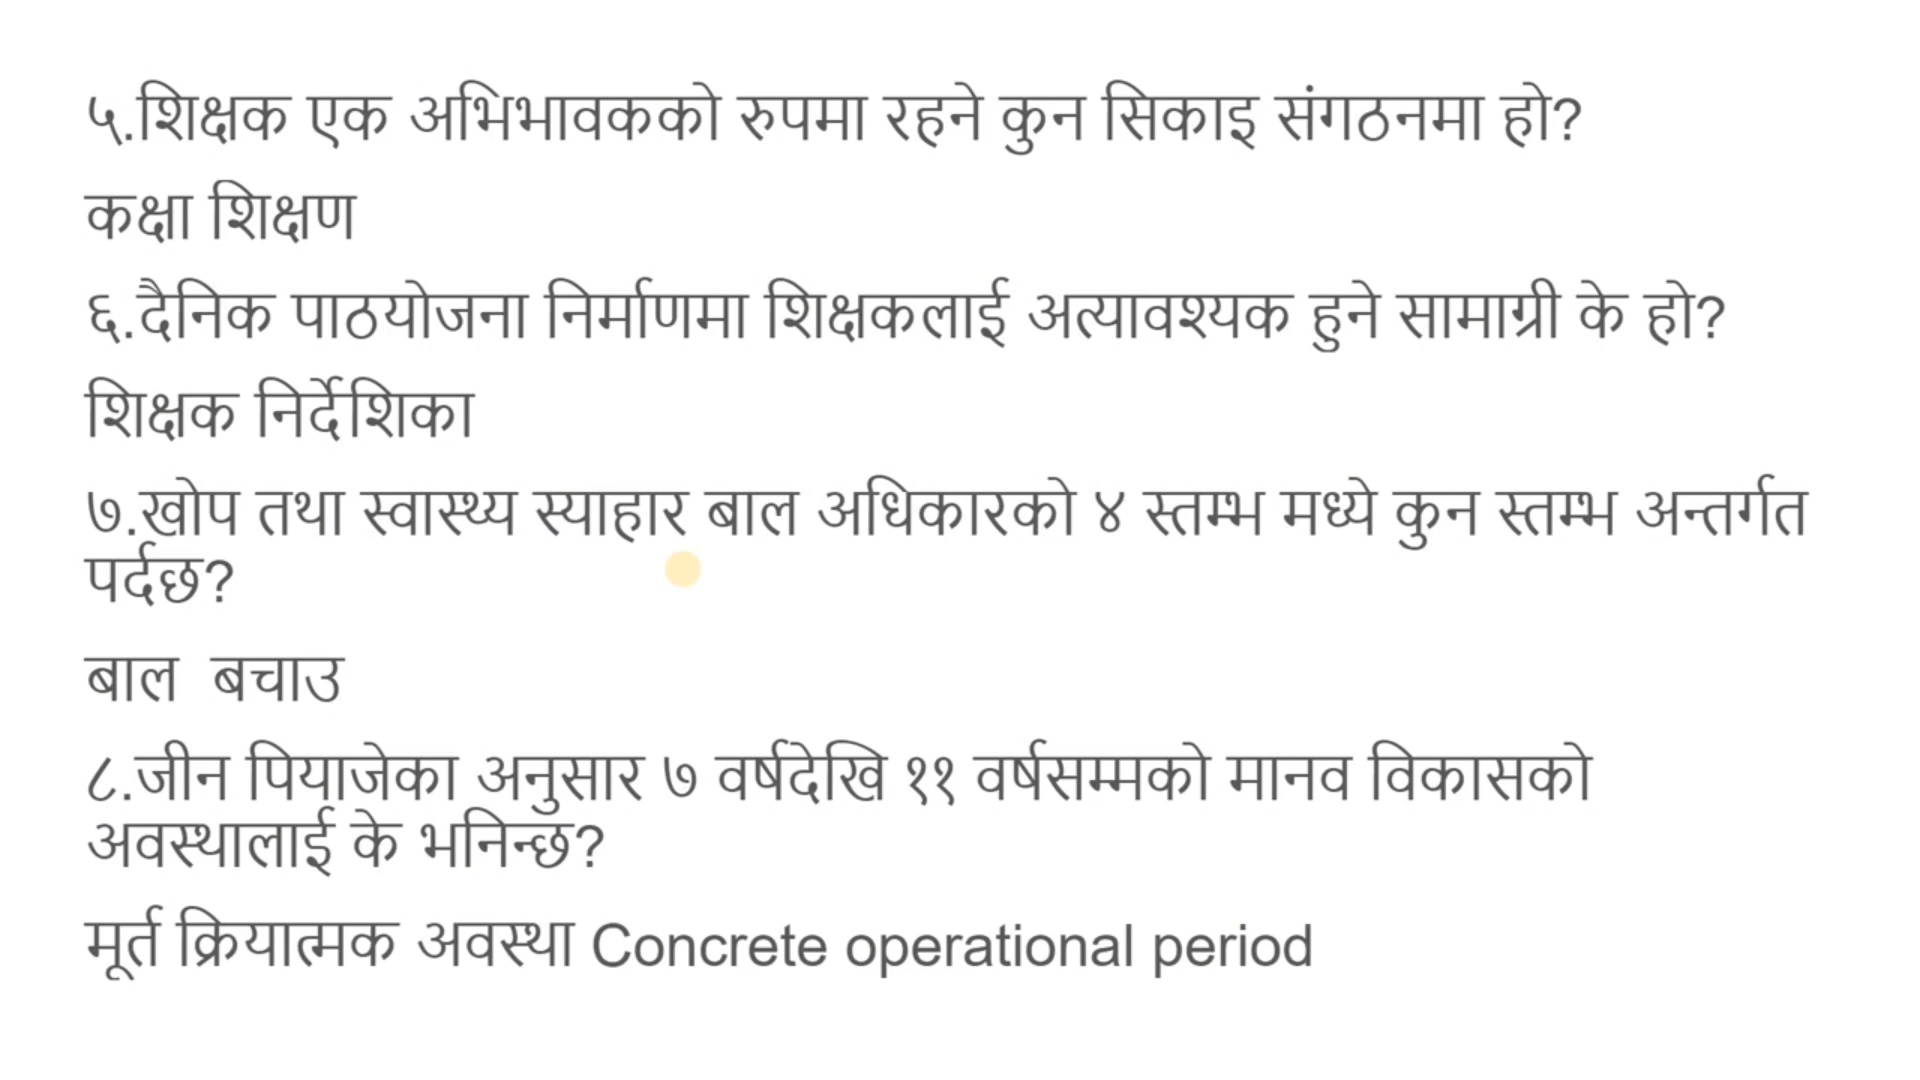 ५.शिक्षक एक अभिभावकको रुपमा रहने कुन सिकाइ संगठनमा हो?
कक्षा शिक्षण
६.दैनिक पाठयोजना निर्माणमा शिक्षकलाई अत्यावश्यक हुने सामाग्री के हो?
शिक्षक निर्देशिका
७.खोप तथा स्वास्थ्य स्याहार बाल अधिकारको ४ स्तम्भ मध्ये कुन स्तम्भ अन्तर्गत
पर्दछ?
बाल  बचाउ
८.जीन पियाजेका अनुसार ७ वर्षदेखि ११ वर्षसम्मको मानव विकासको
अवस्थालाई के भनिन्छ?
मूर्त क्रियात्मक अवस्था Concrete operational period